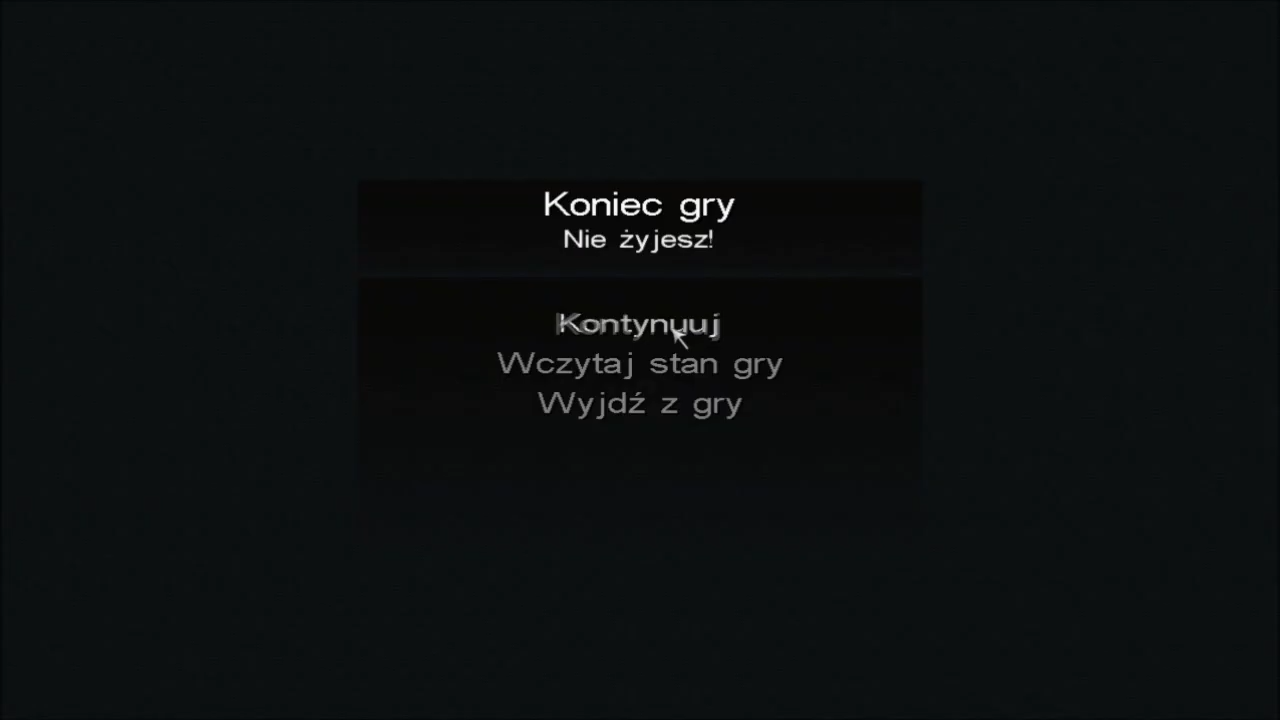 Koniec gry
Nie żyjesz!
Kontynuuj
Wczytaj stan gry
Wyjdź z gry